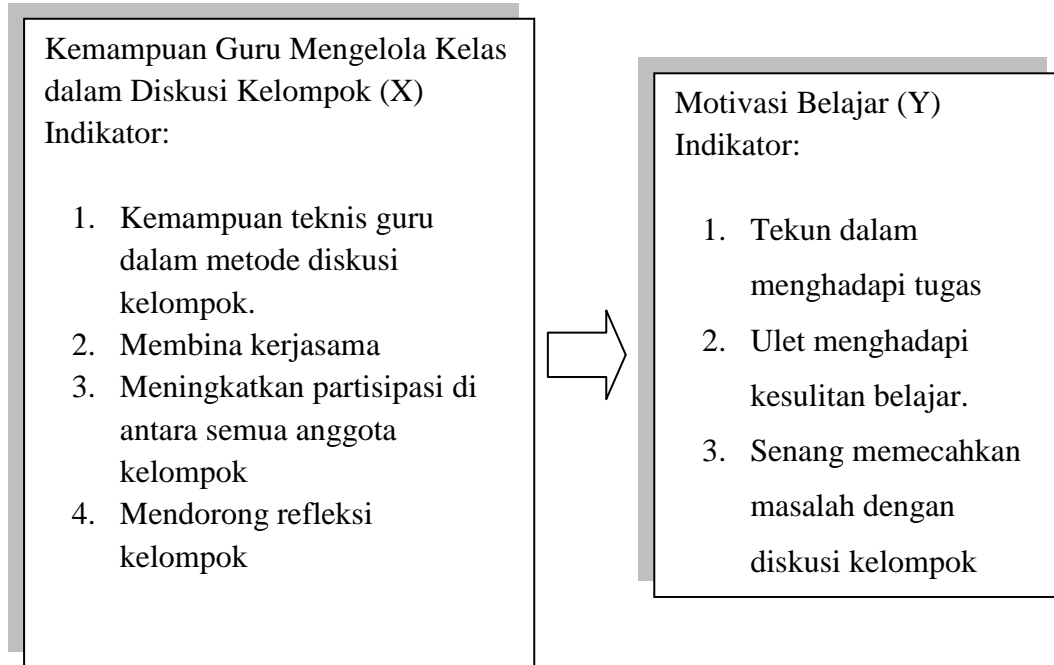 Kemampuan Guru Mengelola Kelas
dalam Diskusi Kelompok (X)
Indikator:
1. Kemampuan teknis guru
dalam metode diskusi
kelompok.
2. Membina kerjasama
3. Meningkatkan partisipasi di
antara semua anggota
kelompok
4. Mendorong refleksi
kelompok
Motivasi Belajar (Y)
Indikator:
1. Tekun dalam
menghadapi tugas
2. Ulet menghadapi
kesulitan belajar.
3. Senang memecahkan
masalah dengan
diskusi kelompok